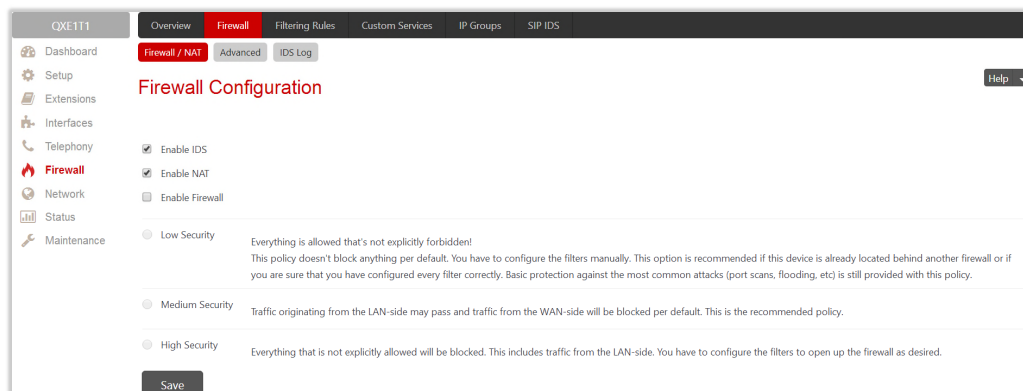 QXE1T1
Overview Firewall Filtering Rules Custom Services IP Groups SIP IDS
Dashboard
Setup
Extensions
Interfaces
Telephony
Firewall
Network
Status
Maintenance
Firewall / NAT Advanced IDS Log
Help
Firewall Configuration
Enable IDS
Enable NAT
Enable Firewall
Low Security
Everything is allowed that's not explicitly forbidden!
This policy doesn't block anything per default. You have to configure the filters manually. This option is recommended if this device is already located behind another firewall or if
you are sure that you have configured every filter correctly. Basic protection against the most common attacks (port scans, flooding, etc) is still provided with this policy.
Medium Security
Traffic originating from the LAN-side may pass and traffic from the WAN-side will be blocked per default. This is the recommended policy.
High Security
Everything that is not explicitly allowed will be blocked. This includes traffic from the LAN-side. You have to configure the filters to open up the firewall as desired.
Save